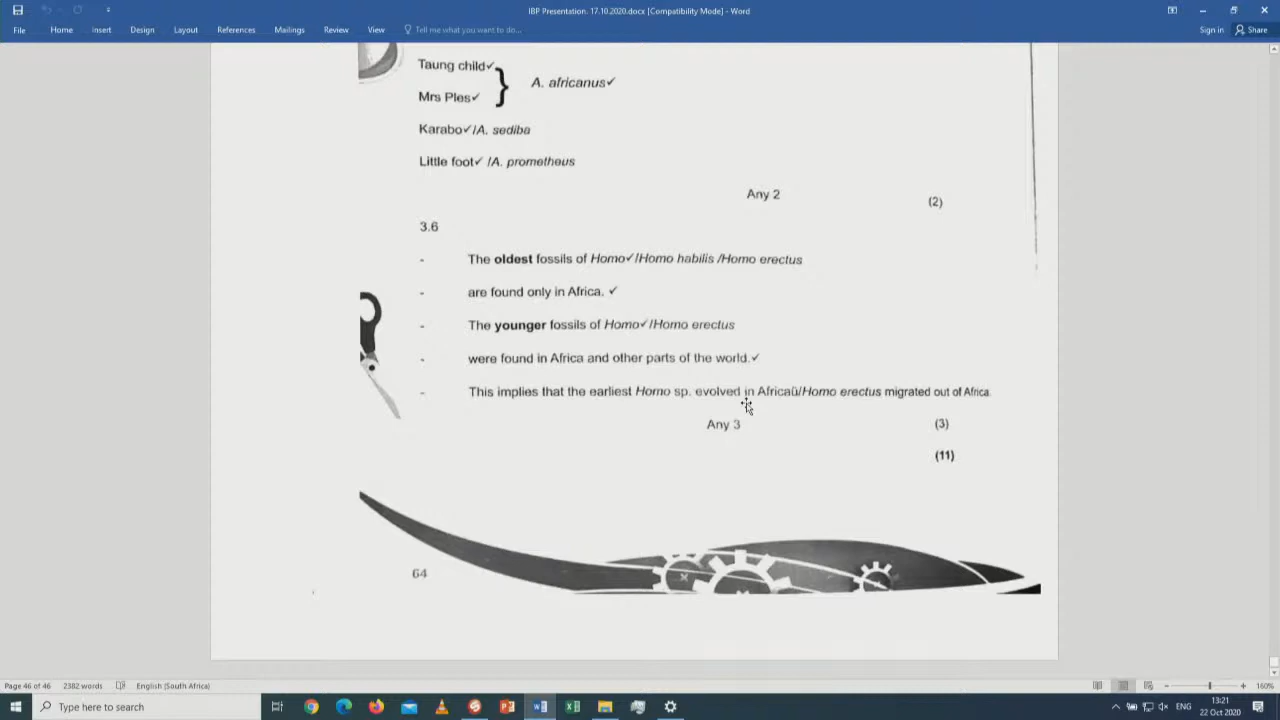 IBP Presentation. 17.10.2020.docx [Compatibility Mode] - Word
File Home Insert Design Layout References Mailings Review View Tell me what you want to do... Sign in Share
Taung child✓
A. africanus✓
Mrs Ples✓
Karabo✓/A. sediba
Little foot✓ /A. prometheus
Any 2
(2)
3.6
- The oldest fossils of Homo✓/Homo habilis /Homo erectus
- are found only in Africa. ✓
- The younger fossils of Homo✓/Homo erectus
- were found in Africa and other parts of the world.✓
- This implies that the earliest Homo sp. evolved in Africaü/Homo erectus migrated out of Africa.
Any 3 (3)
(11)
64
Page 46 of 46 2382 words English (South Africa) 160%
Type here to search
ENG
13:21
22 Oct 2020